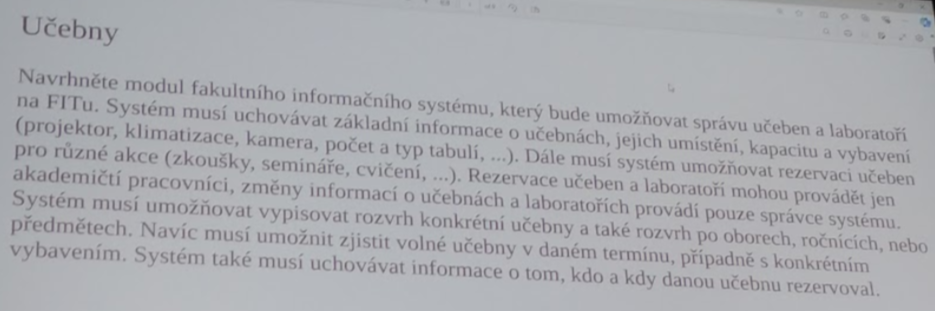 Učebny
Navrhněte modul fakultního informačního systému, který bude umožňovat správu učeben a laboratoří
na FITu. Systém musí uchovávat základní informace o učebnách, jejich umístění, kapacitu a vybavení
(projektor, klimatizace, kamera, počet a typ tabulí, ...). Dále musí systém umožňovat rezervaci učeben
pro různé akce (zkoušky, semináře, cvičení, ...). Rezervace učeben a laboratoří mohou provádět jen
akademičtí pracovníci, změny informací o učebnách a laboratořích provádí pouze správce systému.
Systém musí umožňovat vypisovat rozvrh konkrétní učebny a také rozvrh po oborech, ročnících, nebo
předmětech. Navíc musí umožnit zjistit volné učebny v daném termínu, případně s konkrétním
vybavením. Systém také musí uchovávat informace o tom, kdo a kdy danou učebnu rezervoval.